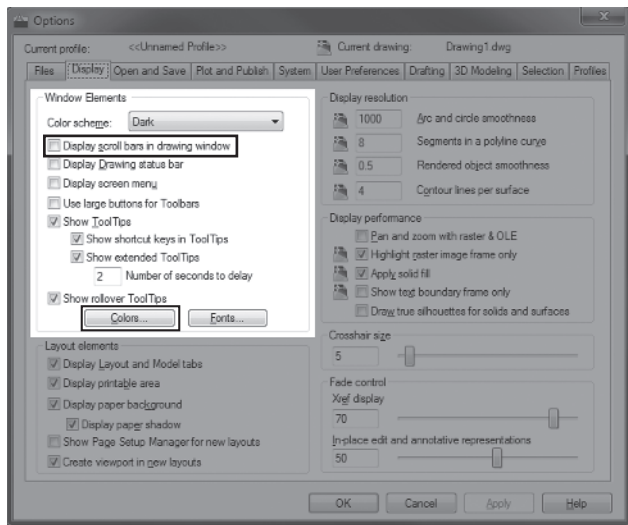 Options
Current profile: <<Unnamed Profile>> Current drawing: Drawing1.dwg
Files Display Open and Save Plot and Publish System User Preferences Drafting 3D Modeling Selection Profiles
Window Elements
Color scheme: Dark
Display scroll bars in drawing window
Display Drawing status bar
Display screen menu
Use large buttons for Toolbars
Show ToolTips
Show shortcut keys in ToolTips
Show extended ToolTips
2 Number of seconds to delay
Show rollover ToolTips
Colors... Fonts...
Layout elements
Display Layout and Model tabs
Display printable area
Display paper background
Display paper shadow
Show Page Setup Manager for new layouts
Create viewport in new layouts
Display resolution
1000 Arc and circle smoothness
8 Segments in a polyline curve
0.5 Rendered object smoothness
4 Contour lines per surface
Display performance
Pan and zoom with raster & OLE
Highlight raster image frame only
Apply solid fill
Show text boundary frame only
Draw true silhouettes for solids and surfaces
Crosshair size
5
Fade control
Xref display
70
In-place edit and annotative representations
50
OK Cancel Apply Help